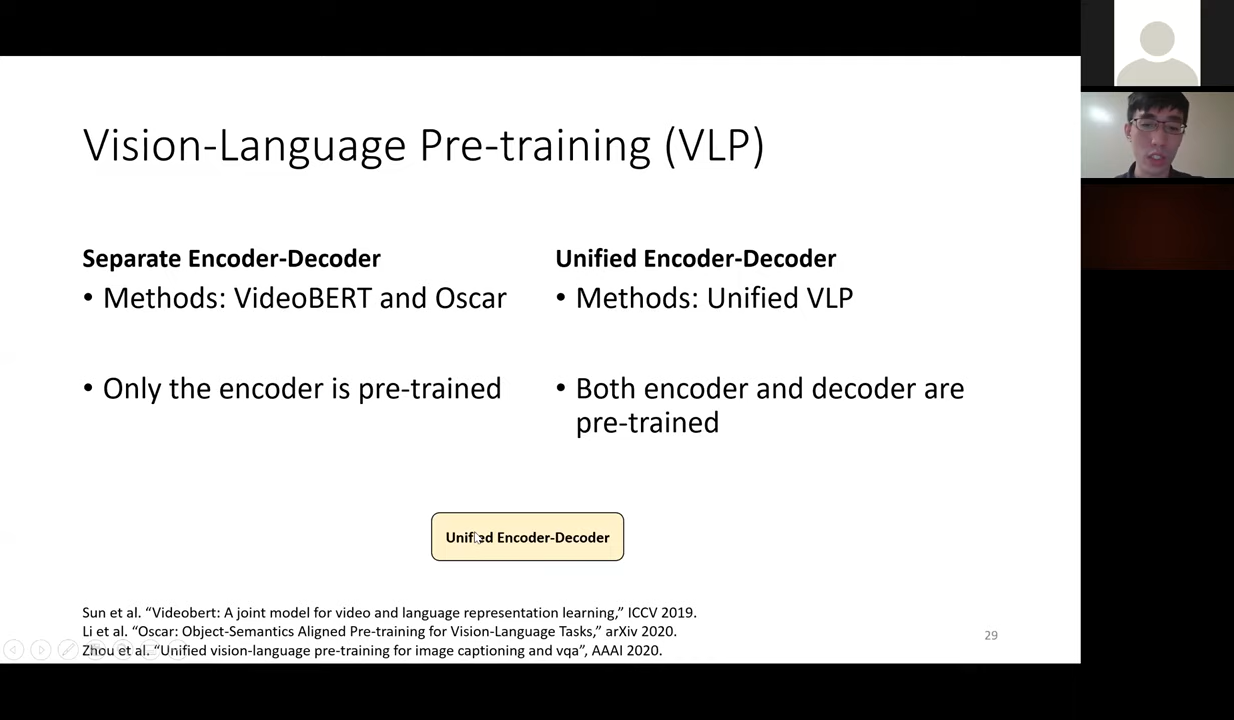 Vision-Language Pre-training (VLP)
Separate Encoder-Decoder
• Methods: VideoBERT and Oscar
• Only the encoder is pre-trained
Unified Encoder-Decoder
• Methods: Unified VLP
• Both encoder and decoder are
pre-trained
Unified Encoder-Decoder
Sun et al. “Videobert: A joint model for video and language representation learning,” ICCV 2019.
Li et al. “Oscar: Object-Semantics Aligned Pre-training for Vision-Language Tasks,” arXiv 2020.
Zhou et al. “Unified vision-language pre-training for image captioning and vqa”, AAAI 2020.
29